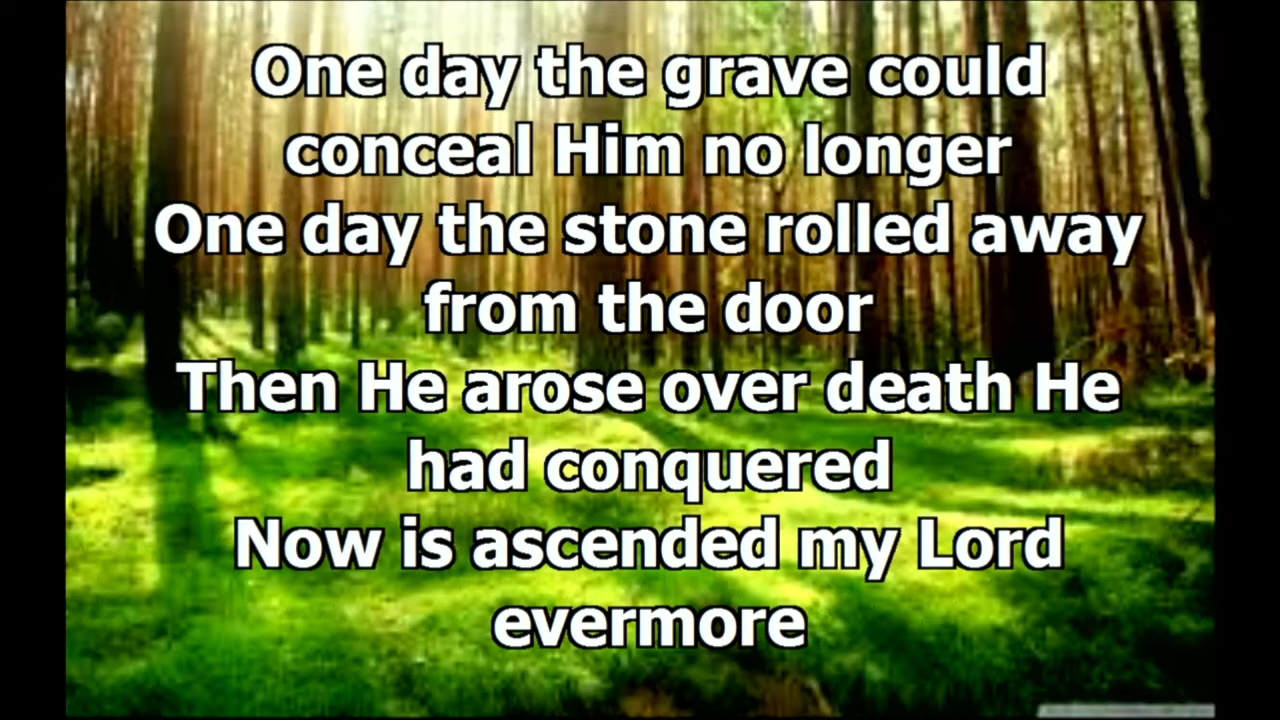 One day the grave could
conceal Him no longer
One day the stone rolled away
from the door
Then He arose over death He
had conquered
Now is ascended my Lord
evermore